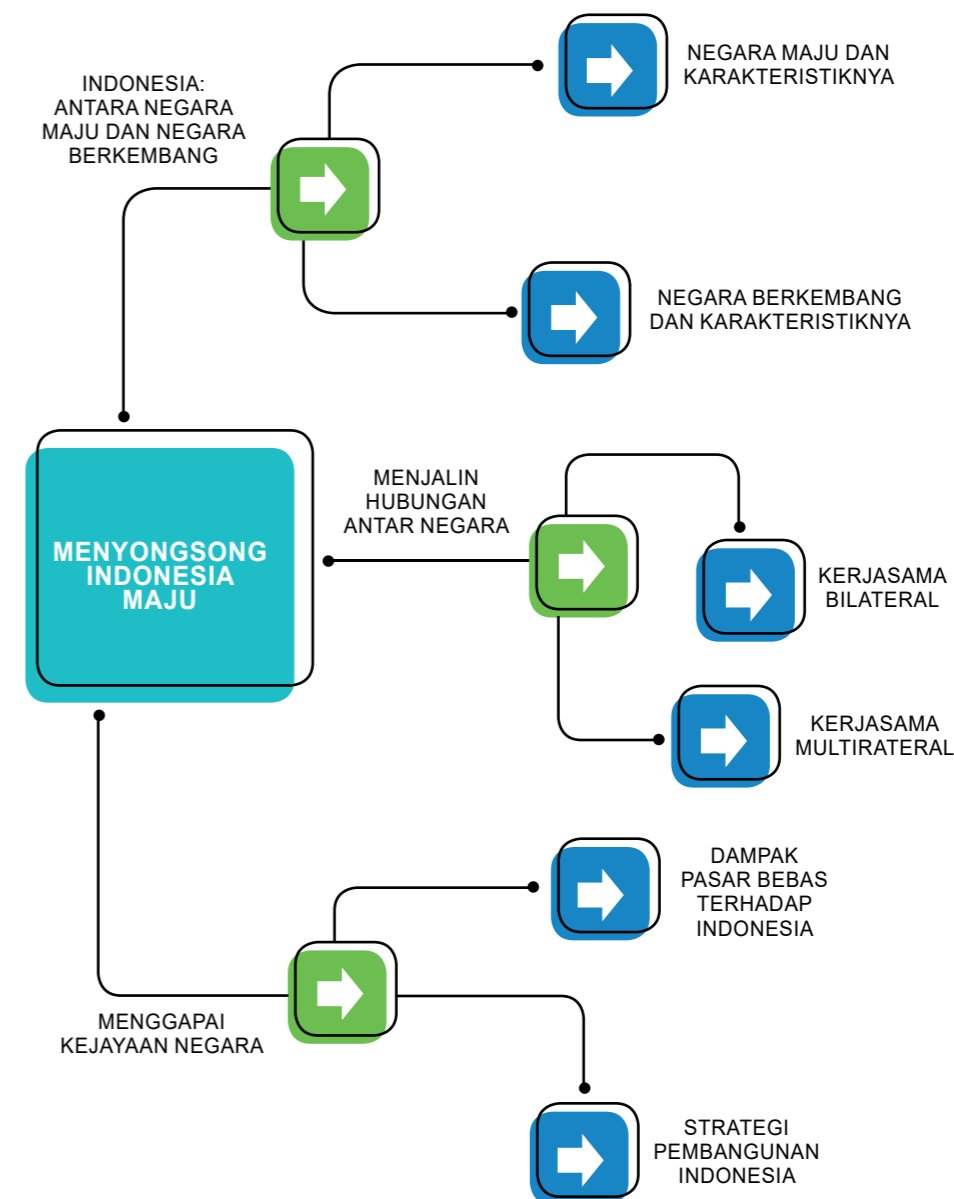 INDONESIA:
ANTARA NEGARA
MAJU DAN NEGARA
BERKEMBANG
NEGARA MAJU DAN
KARAKTERISTIKNYA
NEGARA BERKEMBANG
DAN KARAKTERISTIKNYA
MENYONGSONG
INDONESIA
MAJU
MENJALIN
HUBUNGAN
ANTAR NEGARA
KERJASAMA
BILATERAL
KERJASAMA
MULTIRATERAL
MENGGAPAI
KEJAYAAN NEGARA
DAMPAK
PASAR BEBAS
TERHADAP
INDONESIA
STRATEGI
PEMBANGUNAN
INDONESIA